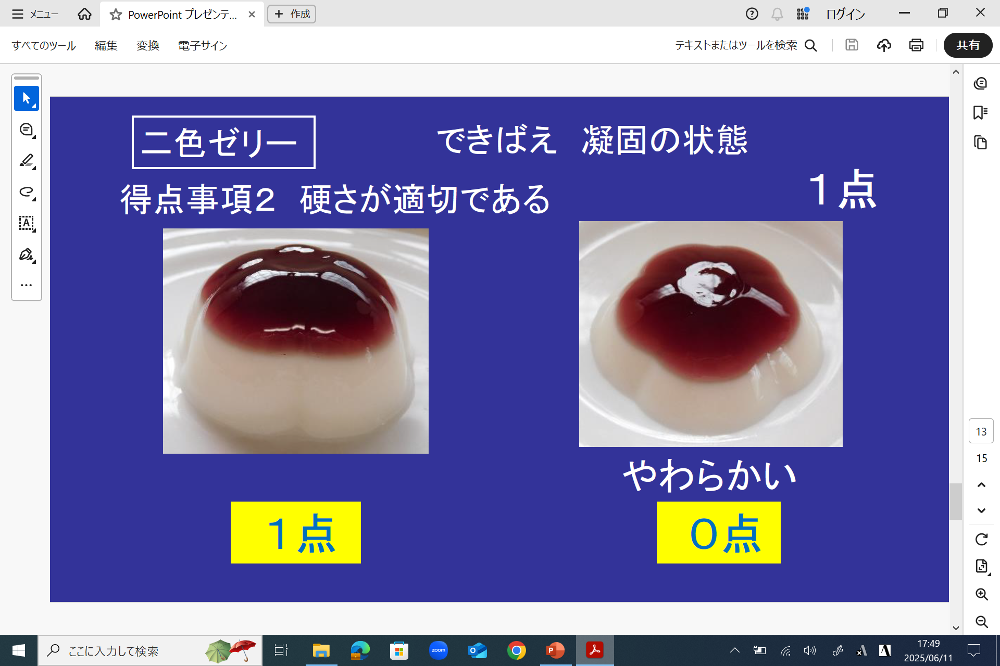 メニュー
PowerPoint プレゼンテ...
作成
ログイン
すべてのツール
編集
変換
電子サイン
テキストまたはツールを検索
共有
二色ゼリー
できばえ　凝固の状態
得点事項２　硬さが適切である
１点
やわらかい
１点
０点
13
15
ここに入力して検索
zoom
17:49
2025/06/11